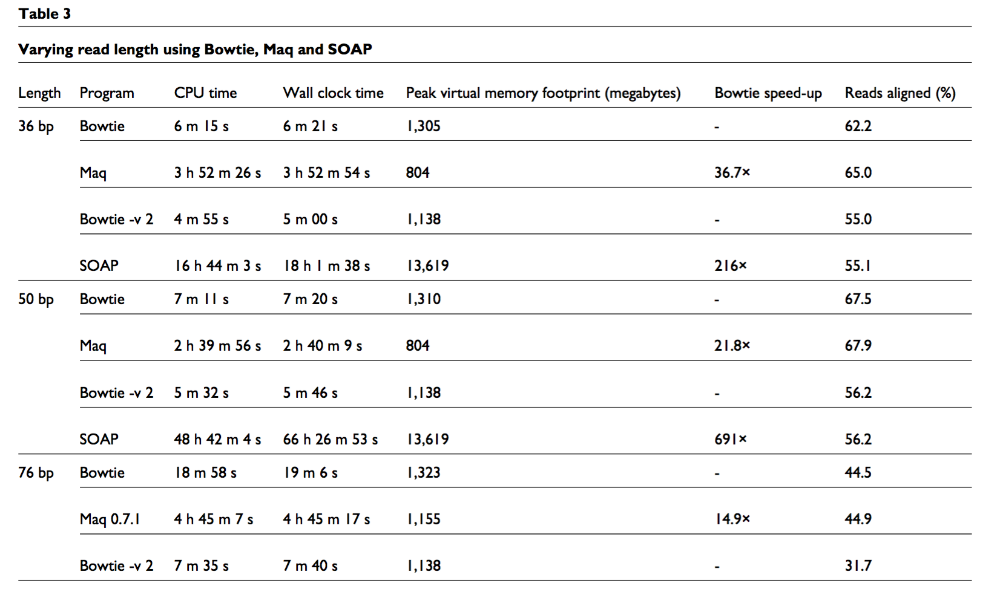 Table 3
Varying read length using Bowtie, Maq and SOAP
Length Program CPU time Wall clock time Peak virtual memory footprint (megabytes) Bowtie speed-up Reads aligned (%)
36 bp Bowtie 6 m 15 s 6 m 21 s 1,305 - 62.2
Maq 3 h 52 m 26 s 3 h 52 m 54 s 804 36.7× 65.0
Bowtie -v 2 4 m 55 s 5 m 00 s 1,138 - 55.0
SOAP 16 h 44 m 3 s 18 h 1 m 38 s 13,619 216× 55.1
50 bp Bowtie 7 m 11 s 7 m 20 s 1,310 - 67.5
Maq 2 h 39 m 56 s 2 h 40 m 9 s 804 21.8× 67.9
Bowtie -v 2 5 m 32 s 5 m 46 s 1,138 - 56.2
SOAP 48 h 42 m 4 s 66 h 26 m 53 s 13,619 691× 56.2
76 bp Bowtie 18 m 58 s 19 m 6 s 1,323 - 44.5
Maq 0.7.1 4 h 45 m 7 s 4 h 45 m 17 s 1,155 14.9× 44.9
Bowtie -v 2 7 m 35 s 7 m 40 s 1,138 - 31.7